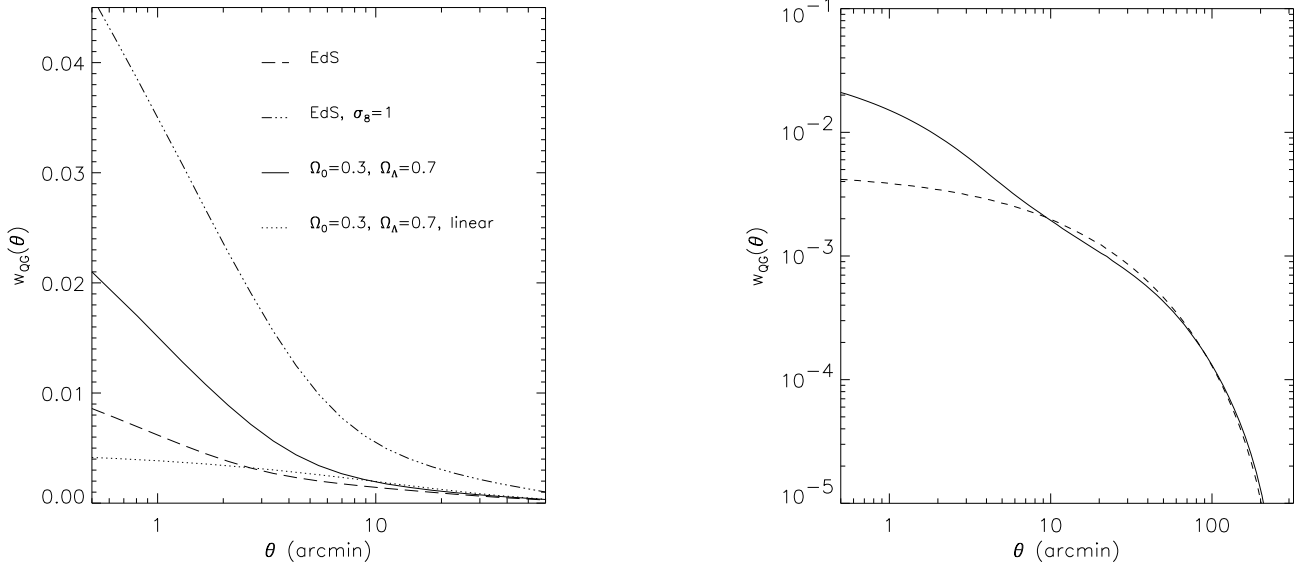 0.04
0.03
0.02
0.01
0.00
w_QG(θ)
1
10
θ (arcmin)
EdS
EdS, σ₈=1
Ω₀=0.3, Ω_Λ=0.7
Ω₀=0.3, Ω_Λ=0.7, linear
10⁻¹
10⁻²
10⁻³
10⁻⁴
10⁻⁵
w_QG(θ)
1
10
100
θ (arcmin)